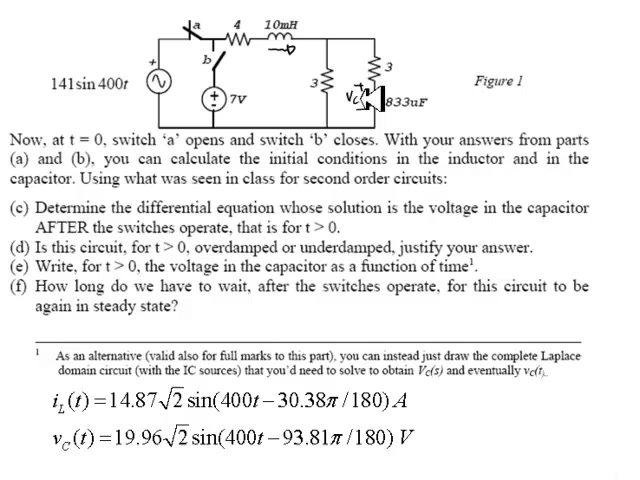 a 4 10mH
b
3
141 sin 400t
+
+
7V
3
Vc
833uF
Figure 1
Now, at t = 0, switch ‘a’ opens and switch ‘b’ closes. With your answers from parts
(a) and (b), you can calculate the initial conditions in the inductor and in the
capacitor. Using what was seen in class for second order circuits:
(c) Determine the differential equation whose solution is the voltage in the capacitor
AFTER the switches operate, that is for t > 0.
(d) Is this circuit, for t > 0, overdamped or underdamped, justify your answer.
(e) Write, for t > 0, the voltage in the capacitor as a function of time¹.
(f) How long do we have to wait, after the switches operate, for this circuit to be
again in steady state?
¹ As an alternative (valid also for full marks to this part), you can instead just draw the complete Laplace
domain circuit (with the IC sources) that you’d need to solve to obtain Vc(s) and eventually vc(t).
i_L(t) = 14.87√2 sin(400t − 30.38π / 180) A
v_C(t) = 19.96√2 sin(400t − 93.81π / 180) V